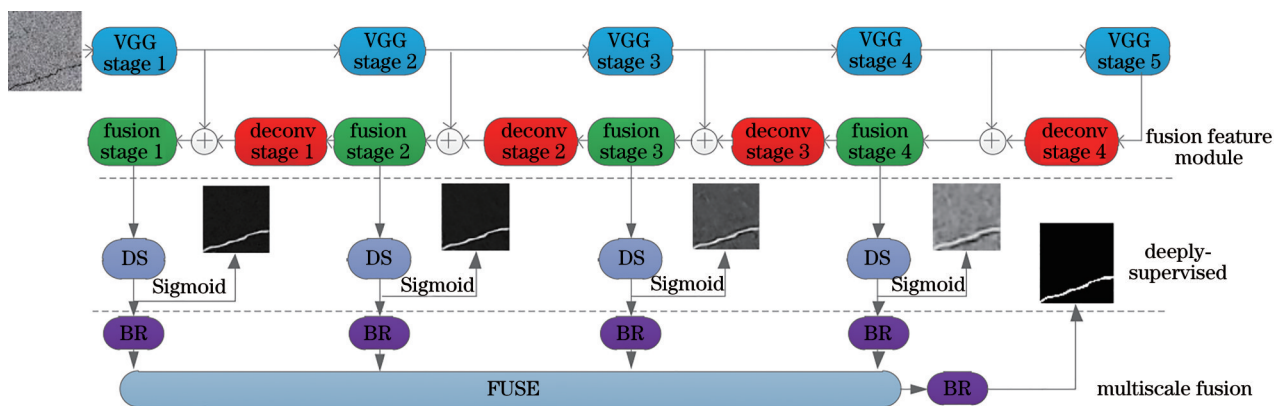 VGG
stage 1
VGG
stage 2
VGG
stage 3
VGG
stage 4
VGG
stage 5
fusion
stage 1
deconv
stage 1
fusion
stage 2
deconv
stage 2
fusion
stage 3
deconv
stage 3
fusion
stage 4
deconv
stage 4
fusion feature
module
DS
Sigmoid
DS
Sigmoid
DS
Sigmoid
DS
Sigmoid
deeply-
supervised
BR
BR
BR
BR
FUSE
BR
multiscale fusion